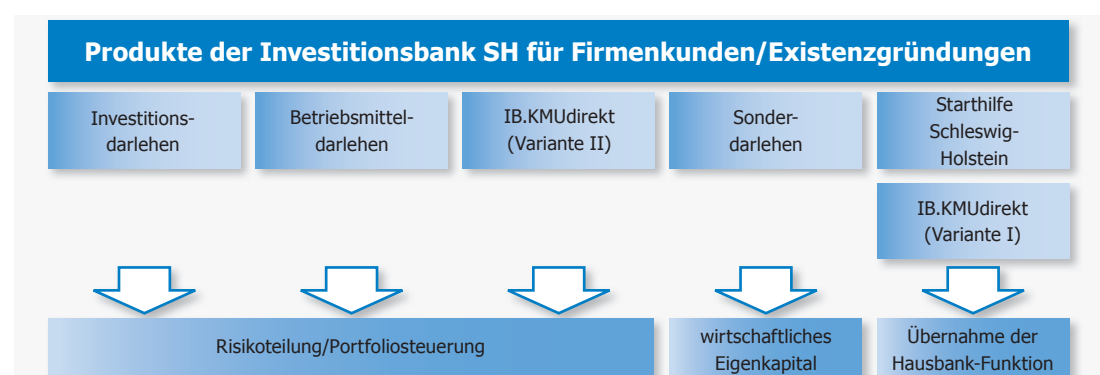 Produkte der Investitionsbank SH für Firmenkunden/Existenzgründungen
Investitions-
darlehen
Betriebsmittel-
darlehen
IB.KMUdirekt
(Variante II)
Sonder-
darlehen
Starthilfe
Schleswig-
Holstein
IB.KMUdirekt
(Variante I)
Risikoteilung/Portfoliosteuerung
wirtschaftliches
Eigenkapital
Übernahme der
Hausbank-Funktion